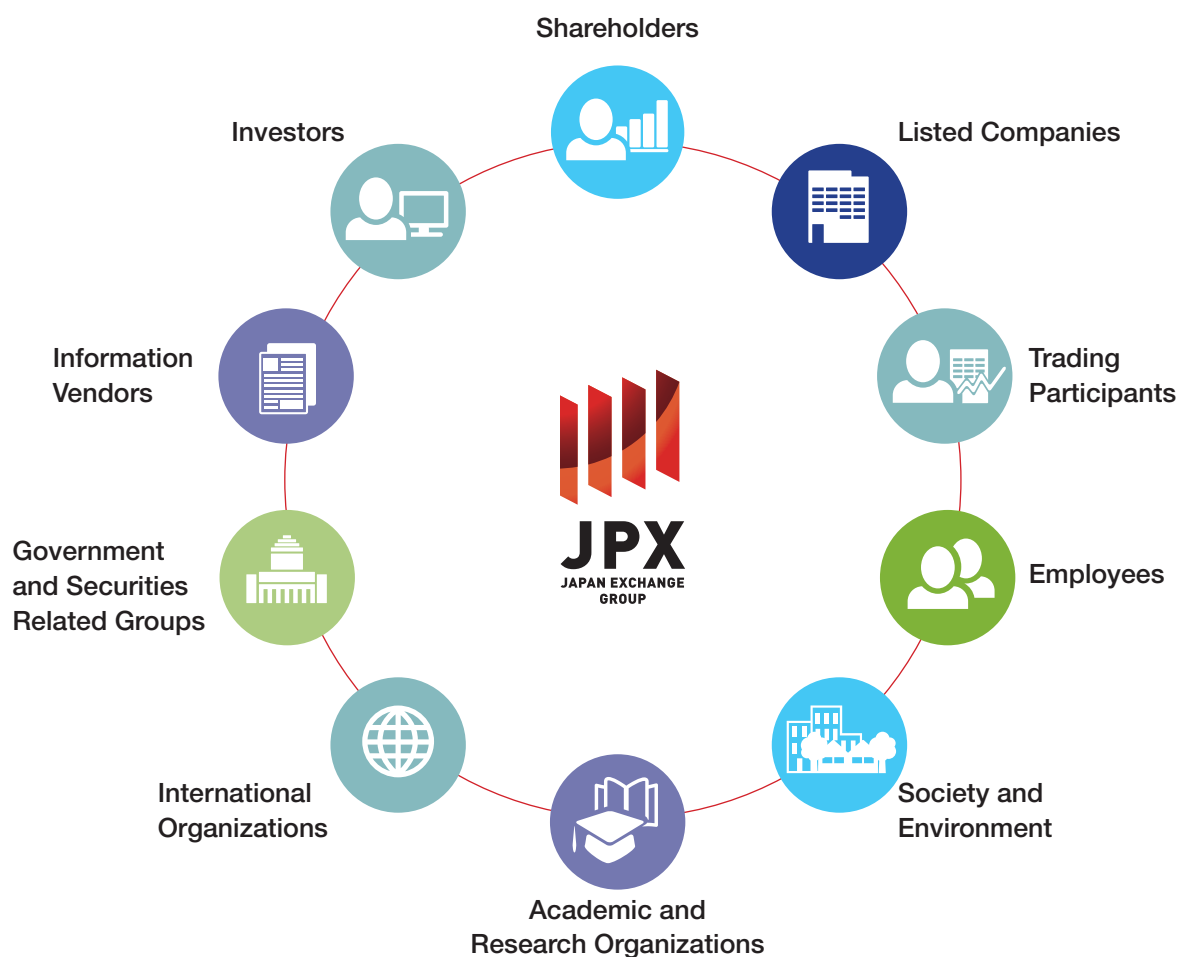 Shareholders
Listed Companies
Trading
Participants
Employees
Society and
Environment
Academic and
Research Organizations
International
Organizations
Government
and Securities
Related Groups
Information
Vendors
Investors
JPX
JAPAN EXCHANGE
GROUP